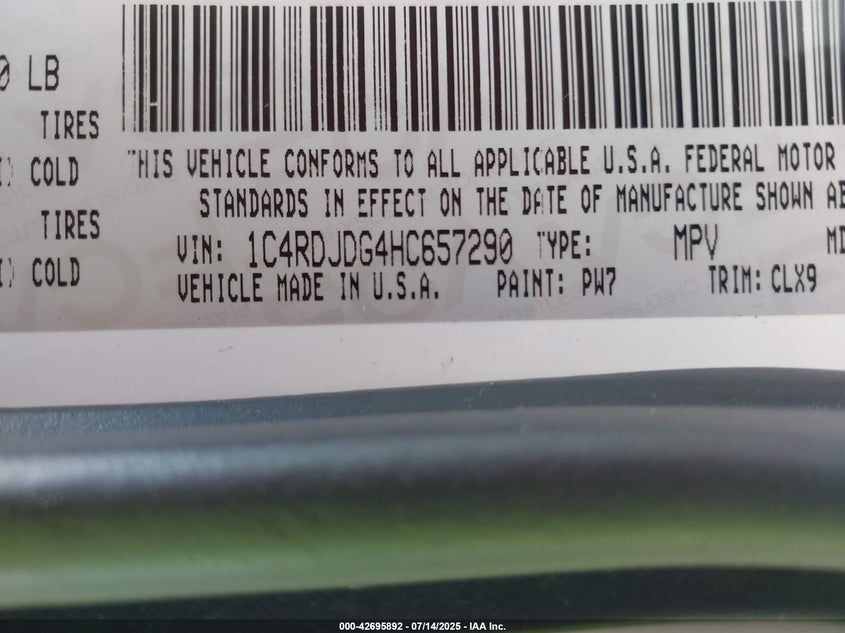 0 LB
TIRES
COLD
TIRES
COLD
THIS VEHICLE CONFORMS TO ALL APPLICABLE U.S.A. FEDERAL MOTOR
STANDARDS IN EFFECT ON THE DATE OF MANUFACTURE SHOWN AB
VIN: 1C4RDJDG4HC657290 TYPE: MPV MD
VEHICLE MADE IN U.S.A. PAINT: PW7 TRIM: CLX9
000-42695892 - 07/14/2025 - IAA Inc.